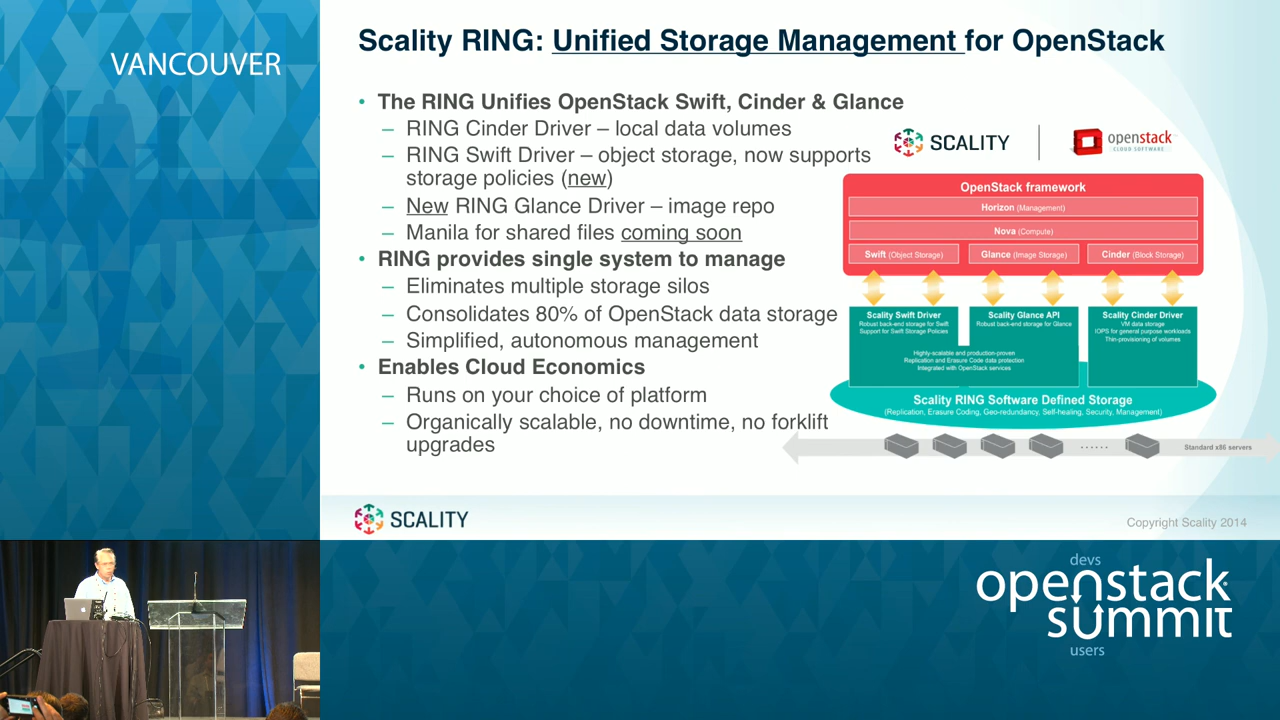 VANCOUVER
Scality RING: Unified Storage Management for OpenStack
• The RING Unifies OpenStack Swift, Cinder & Glance
– RING Cinder Driver – local data volumes
– RING Swift Driver – object storage, now supports
storage policies (new)
– New RING Glance Driver – image repo
– Manila for shared files coming soon
• RING provides single system to manage
– Eliminates multiple storage silos
– Consolidates 80% of OpenStack data storage
– Simplified, autonomous management
• Enables Cloud Economics
– Runs on your choice of platform
– Organically scalable, no downtime, no forklift
upgrades
SCALITY
openstack
CLOUD SOFTWARE
OpenStack framework
Horizon (Management)
Nova (Compute)
Swift (Object Storage)
Glance (Image Storage)
Cinder (Block Storage)
Scality Swift Driver
Robust back-end storage for Swift
Support for Swift Storage Policies
Scality Glance API
Robust back-end storage for Glance
Highly-scalable and production-proven
Replication and Erasure Code data protection
Integrated with OpenStack services
Scality Cinder Driver
VM data storage
IOPS for general purpose workloads
Thin-provisioning of volumes
Scality RING Software Defined Storage
(Replication, Erasure Coding, Geo-redundancy, Self-healing, Security, Management)
Standard x86 servers
SCALITY
Copyright Scality 2014
devs
openstack
summit
users